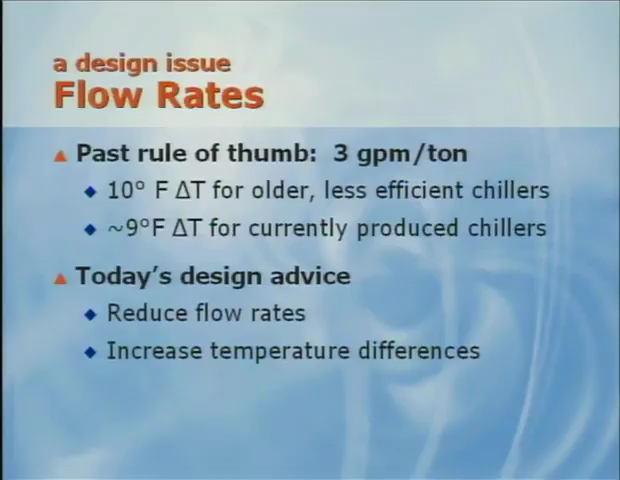 a design issue
Flow Rates
▲ Past rule of thumb: 3 gpm/ton
◆ 10° F ΔT for older, less efficient chillers
◆ ~9°F ΔT for currently produced chillers
▲ Today's design advice
◆ Reduce flow rates
◆ Increase temperature differences